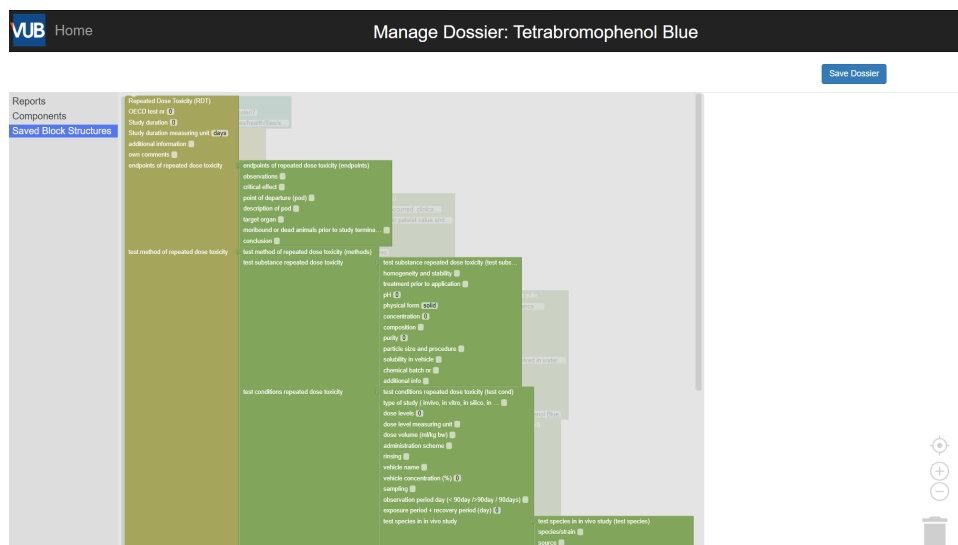 VUB Home
Manage Dossier: Tetrabromophenol Blue
Save Dossier
Reports
Components
Saved Block Structures
Repeated Dose Toxicity (RDT)
OECD test nr 0
Study duration 0
Study duration measuring unit days
additional information
own comments
endpoints of repeated dose toxicity
endpoints of repeated dose toxicity (endpoints)
observations
critical effect
point of departure (pod)
description of pod
target organ
moribound or dead animals prior to study termina...
conclusion
test method of repeated dose toxicity
test method of repeated dose toxicity (methods)
test substance repeated dose toxicity
test substance repeated dose toxicity (test subs...
homogeneity and stability
treatment prior to application
pH 0
physical form solid
concentration 0
composition
purity 0
particle size and procedure
solubility in vehicle
chemical batch nr
additional info
test conditions repeated dose toxicity
test conditions repeated dose toxicity (test cond)
type of study ( invivo, in vitro, in silico, in ...
dose levels 0
dose level measuring unit
dose volume (ml/kg bw)
administration scheme
rinsing
vehicle name
vehicle concentration (%) 0
sampling
observation period day (< 90day />90day / 90days)
exposure period + recovery period (day) 0
test species in in vivo study
test species in in vivo study (test species)
species/strain
source